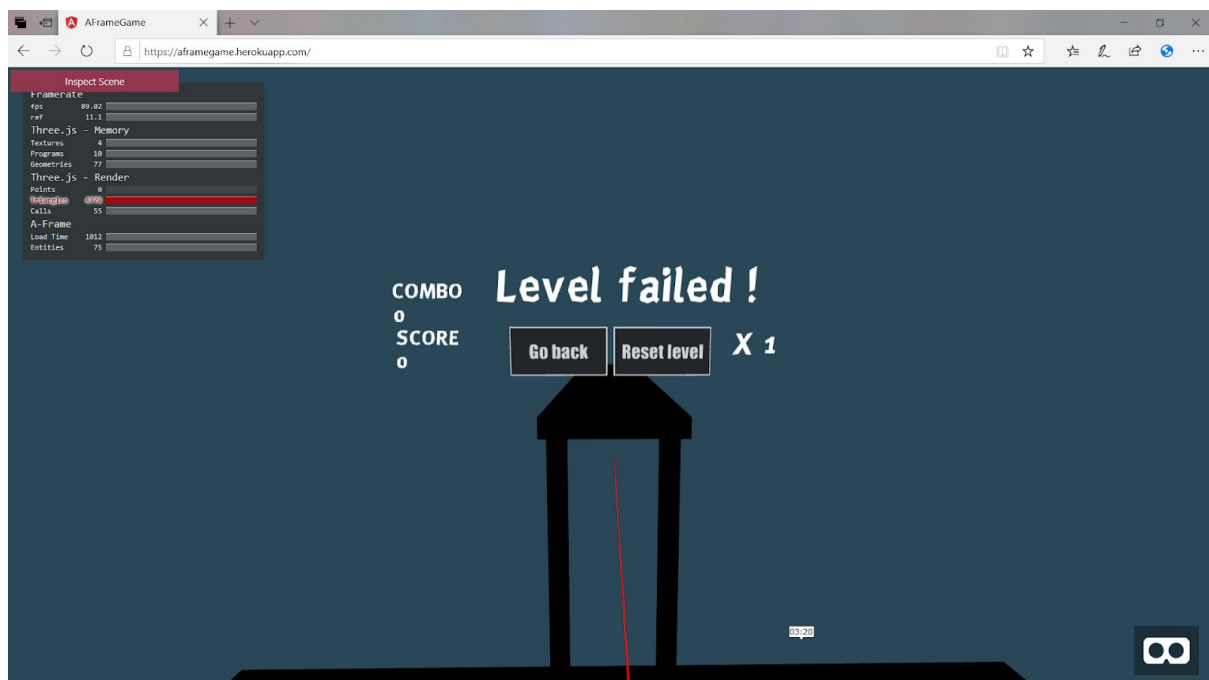 AFrameGame
https://aframegame.herokuapp.com/
Inspect Scene
Framerate
fps 89.02
raf 11.1
Three.js - Memory
Textures 4
Programs 10
Geometries 77
Three.js - Render
Points 0
Triangles
Calls 55
A-Frame
Load Time 1012
Entities 75
Level failed !
COMBO
0
SCORE
0
Go back
Reset level
X 1
03:20